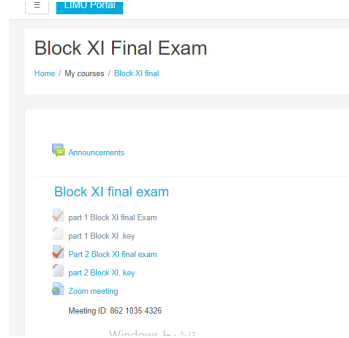 LIMU Portal
Block XI Final Exam
Home / My courses / Block XI final
Announcements
Block XI final exam
part 1 Block XI final Exam
part 1 Block XI .key
Part 2 Block XI final exam
part 2 Block XI. key
Zoom meeting
Meeting ID: 862 1035 4326
Windows